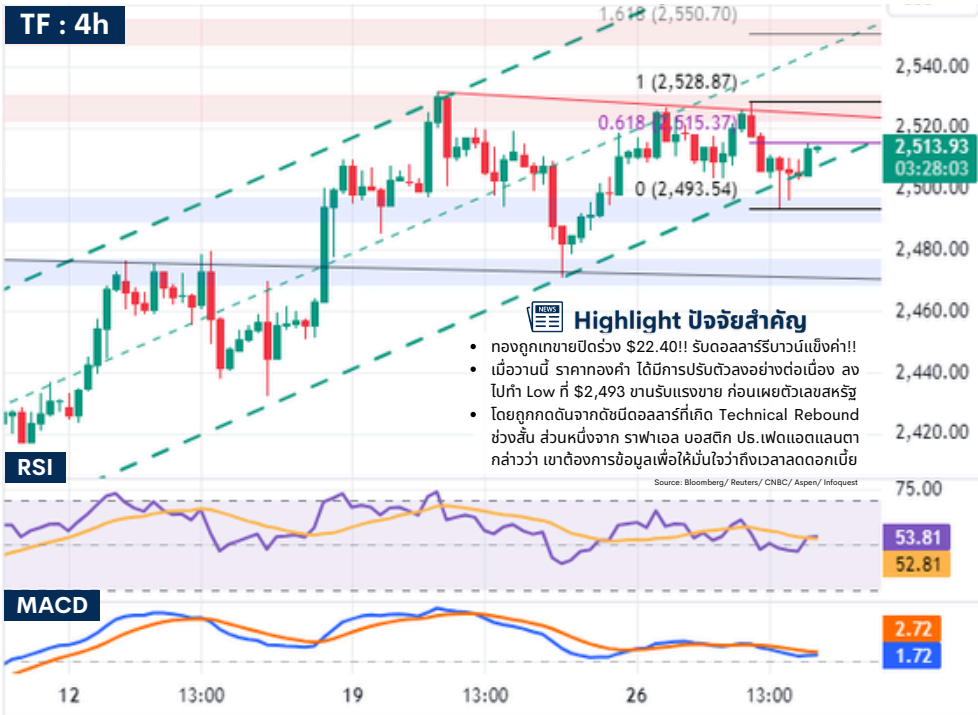 TF : 4h
1.618 (2,550.70)
2,540.00
1 (2,528.87)
0.618 (2,515.37)
2,520.00
2,513.93
03:28:03
2,500.00
0 (2,493.54)
2,480.00
2,460.00
2,440.00
2,420.00
NEWS
Highlight ปัจจัยสำคัญ
• ทองถูกเทขายปิดร่วง $22.40!! รับดอลลาร์รีบาวน์แข็งค่า!!
• เมื่อวานนี้ ราคาทองคำ ได้มีการปรับตัวลงอย่างต่อเนื่อง ลง
ไปทำ Low ที่ $2,493 ขานรับแรงขาย ก่อนเผยตัวเลขสหรัฐ
• โดยถูกกดดันจากดัชนีดอลลาร์ที่เกิด Technical Rebound
ช่วงสั้น ส่วนหนึ่งจาก ราฟาเอล บอสติก ปธ.เฟดแอตแลนตา
กล่าวว่า เขาต้องการข้อมูลเพื่อให้มั่นใจว่าถึงเวลาลดดอกเบี้ย
Source: Bloomberg/ Reuters/ CNBC/ Aspen/ Infoquest
RSI
75.00
53.81
52.81
MACD
2.72
1.72
12 13:00 19 13:00 26 13:00